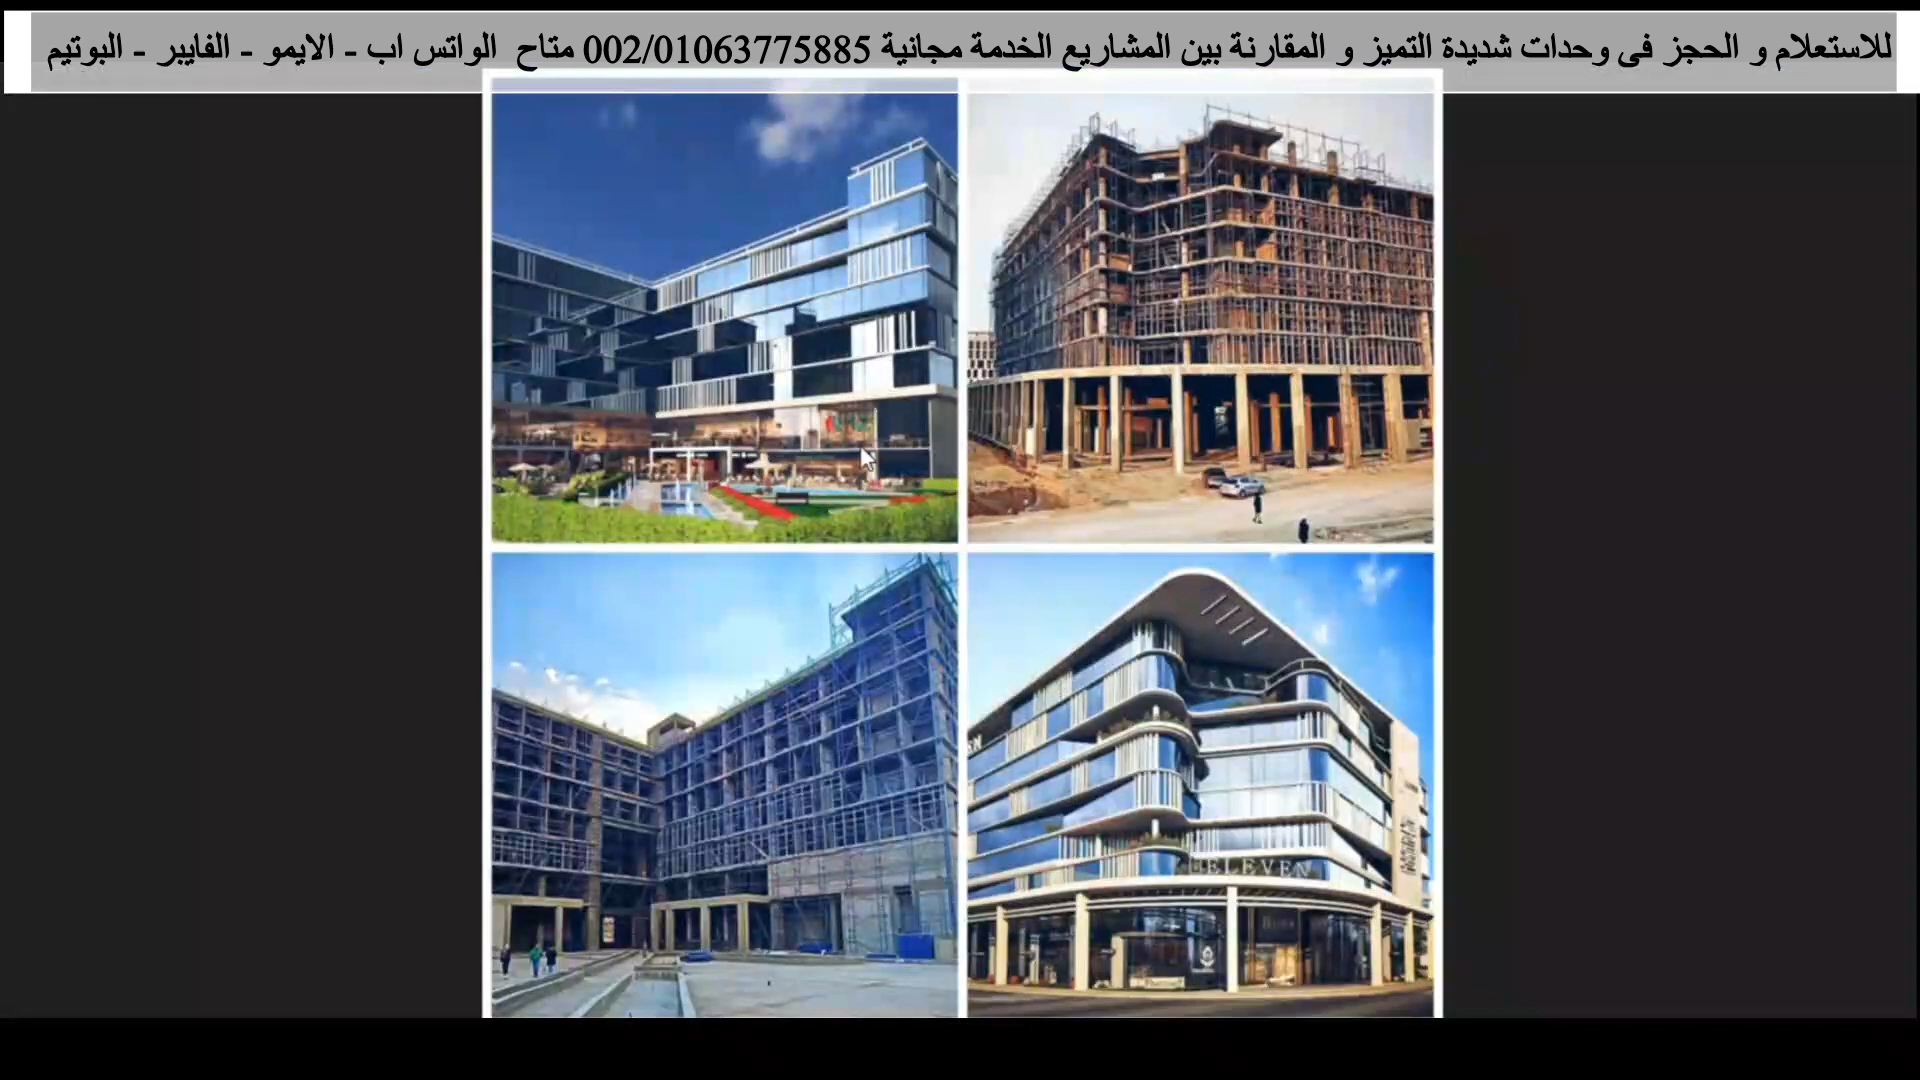 للاستعلام و الحجز فى وحدات شديدة التميز و المقارنة بين المشاريع الخدمة مجانية 002/01063775885 متاح الواتس اب - الايمو - الفايبر - البوتيم
ELEVEN